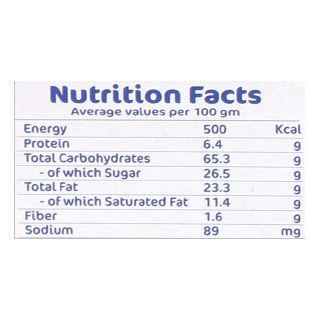 Nutrition Facts
Average values per 100 gm
Energy 500 Kcal
Protein 6.4 g
Total Carbohydrates 65.3 g
- of which Sugar 26.5 g
Total Fat 23.3 g
- of which Saturated Fat 11.4 g
Fiber 1.6 g
Sodium 89 mg